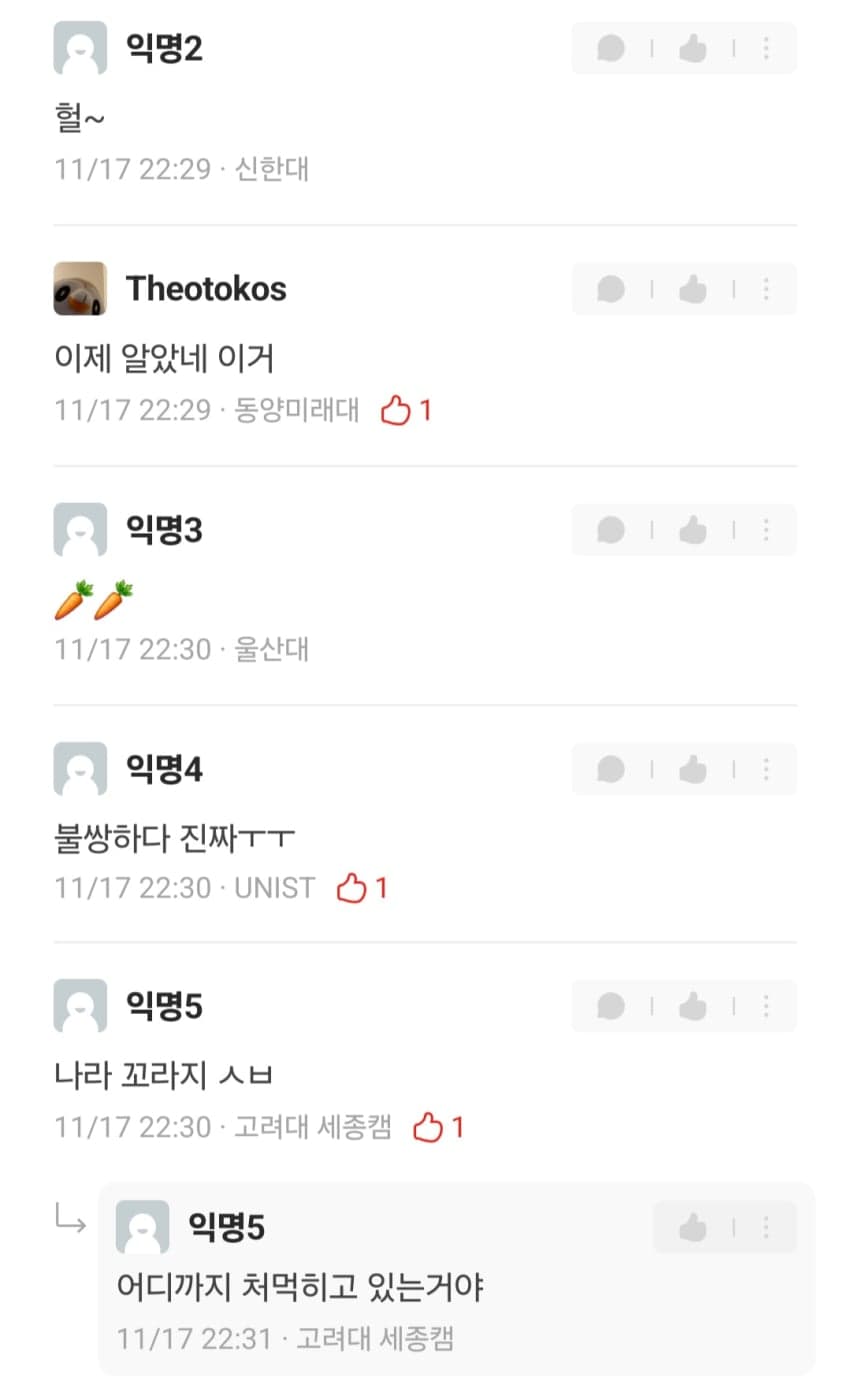 익명2
헐~
11/17 22:29 · 신한대
Theotokos
이제 알았네 이거
11/17 22:29 · 동양미래대 1
익명3
🥕🥕
11/17 22:30 · 울산대
익명4
불쌍하다 진짜ㅜㅜ
11/17 22:30 · UNIST 1
익명5
나라 꼬라지 ㅅㅂ
11/17 22:30 · 고려대 세종캠 1
익명5
어디까지 처먹히고 있는거야
11/17 22:31 · 고려대 세종캠